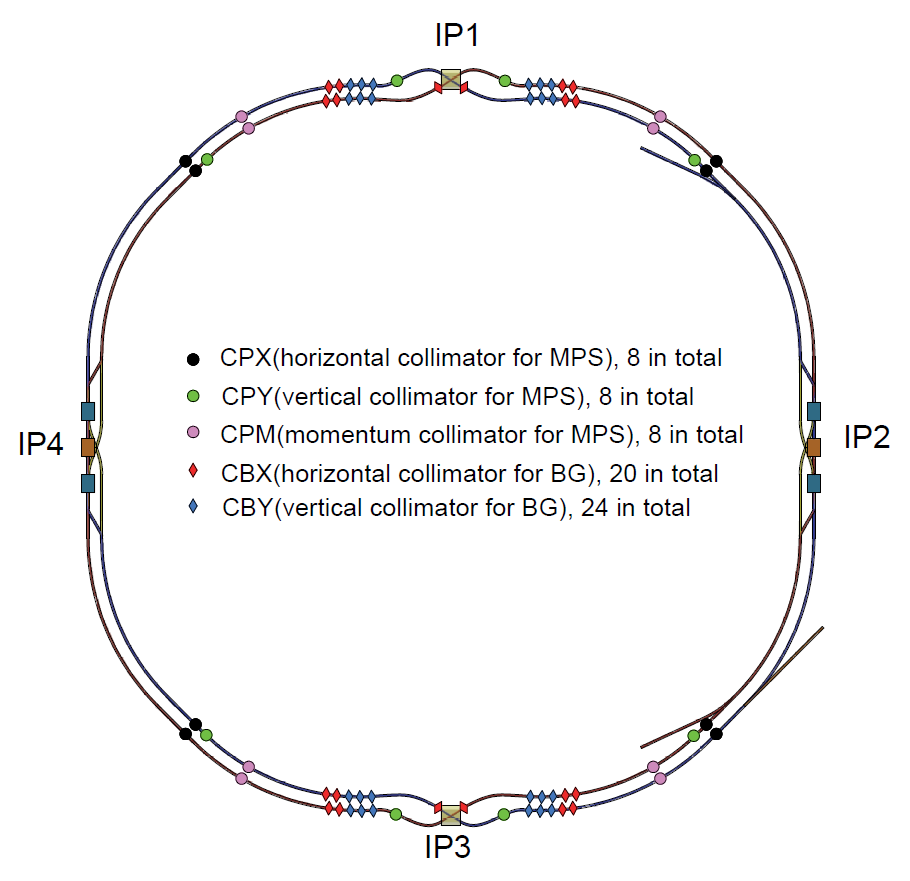 IP1
CPX(horizontal collimator for MPS), 8 in total
CPY(vertical collimator for MPS), 8 in total
IP4
CPM(momentum collimator for MPS), 8 in total
IP2
CBX(horizontal collimator for BG), 20 in total
CBY(vertical collimator for BG), 24 in total
IP3